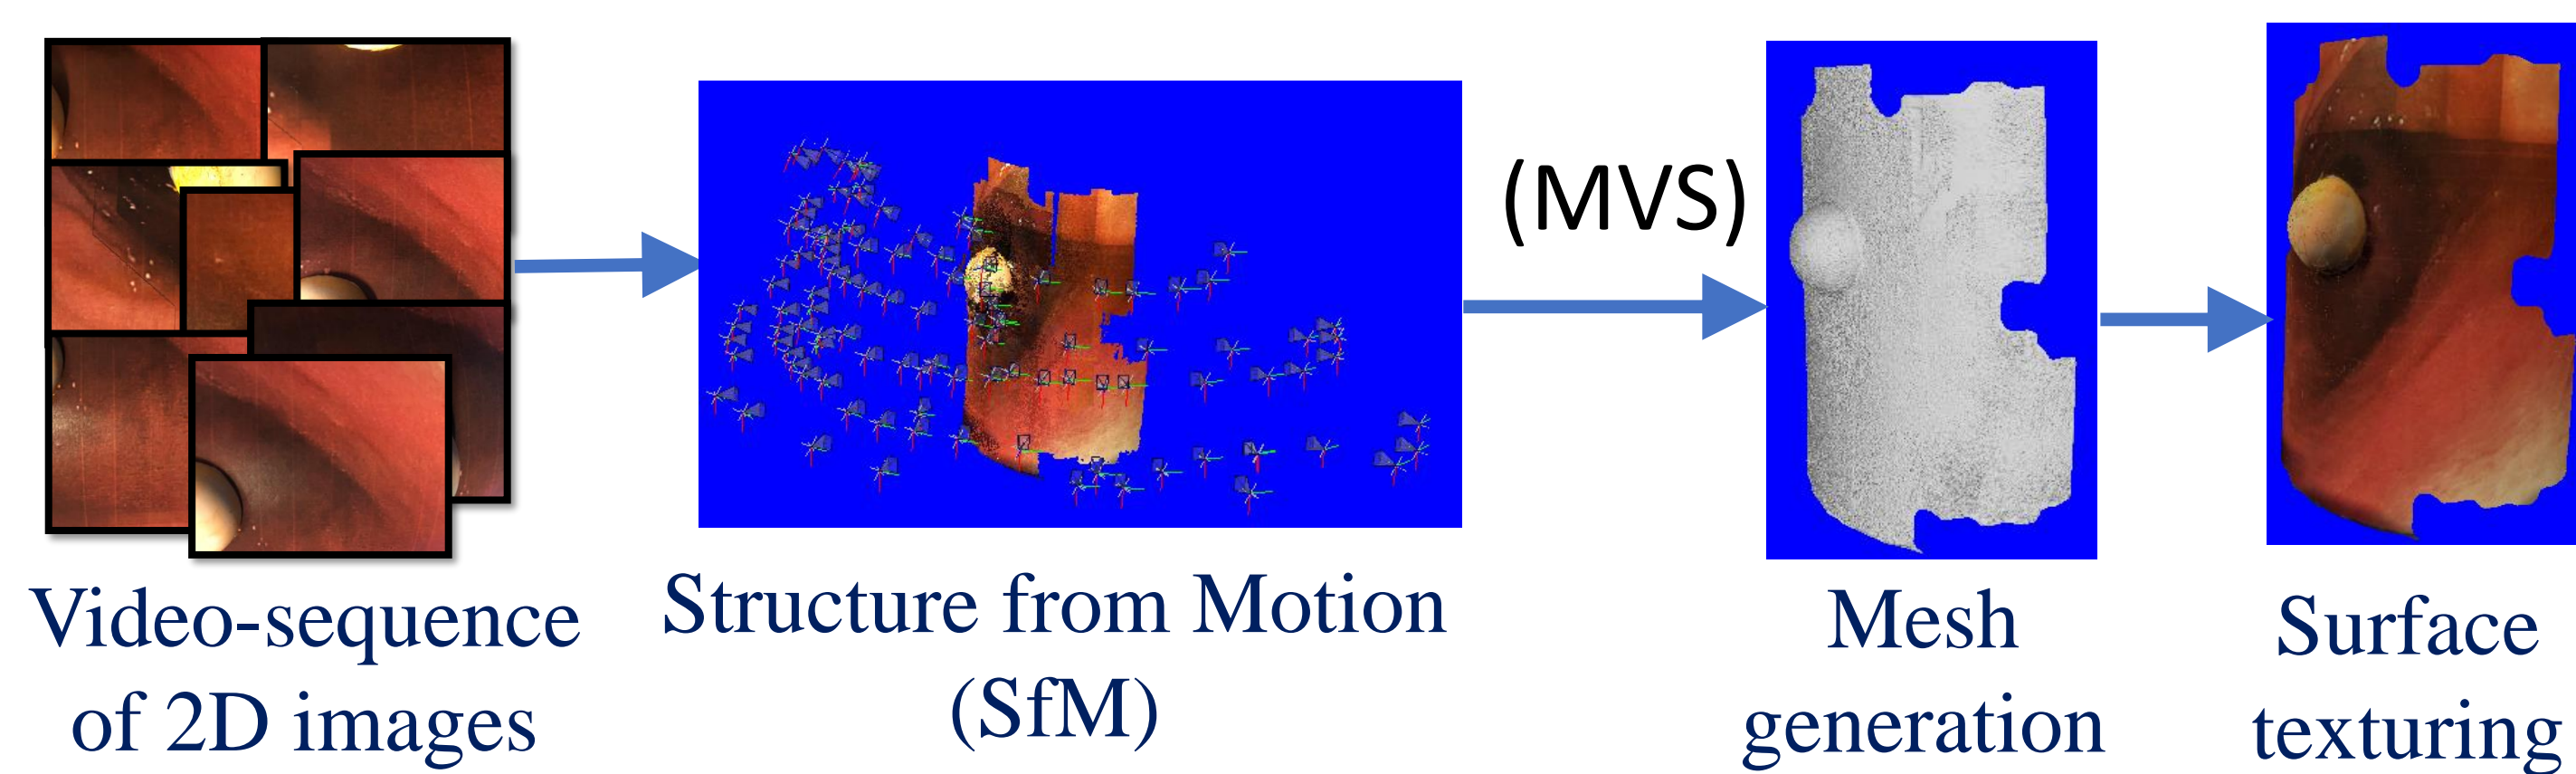 (MVS)
Video-sequence
of 2D images
Structure from Motion
(SfM)
Mesh
generation
Surface
texturing